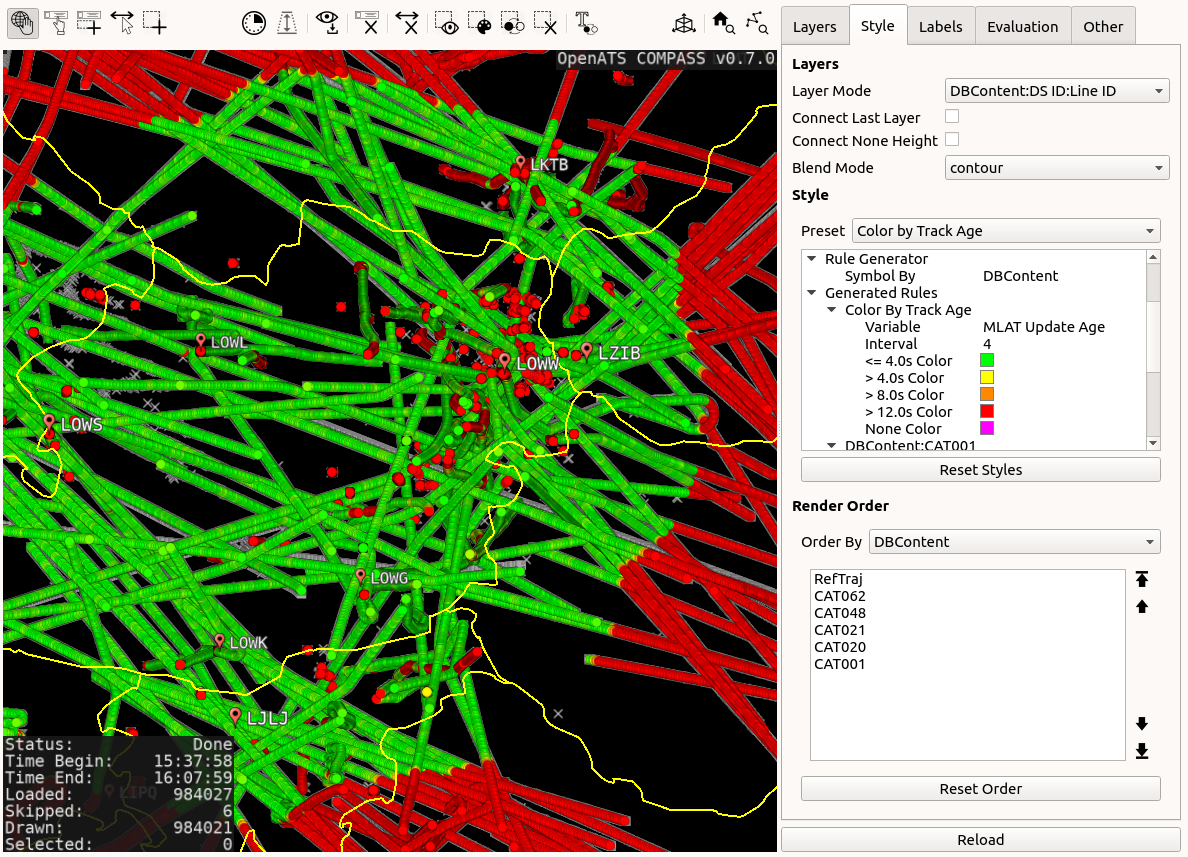 Layers
Style
Labels
Evaluation
Other
OpenATS COMPASS v0.7.0
LKTB
LOWL
LOWW
LZIB
LOWS
LOWG
LOWK
LJLJ
LIPQ
Status: Done
Time Begin: 15:37:58
Time End: 16:07:59
Loaded: 984027
Skipped: 6
Drawn: 984021
Selected: 0
Layers
Layer Mode DBContent:DS ID:Line ID
Connect Last Layer
Connect None Height
Blend Mode contour
Style
Preset Color by Track Age
Rule Generator
Symbol By DBContent
Generated Rules
Color By Track Age
Variable MLAT Update Age
Interval 4
<= 4.0s Color
> 4.0s Color
> 8.0s Color
> 12.0s Color
None Color
DBContent:CAT001
Reset Styles
Render Order
Order By DBContent
RefTraj
CAT062
CAT048
CAT021
CAT020
CAT001
Reset Order
Reload